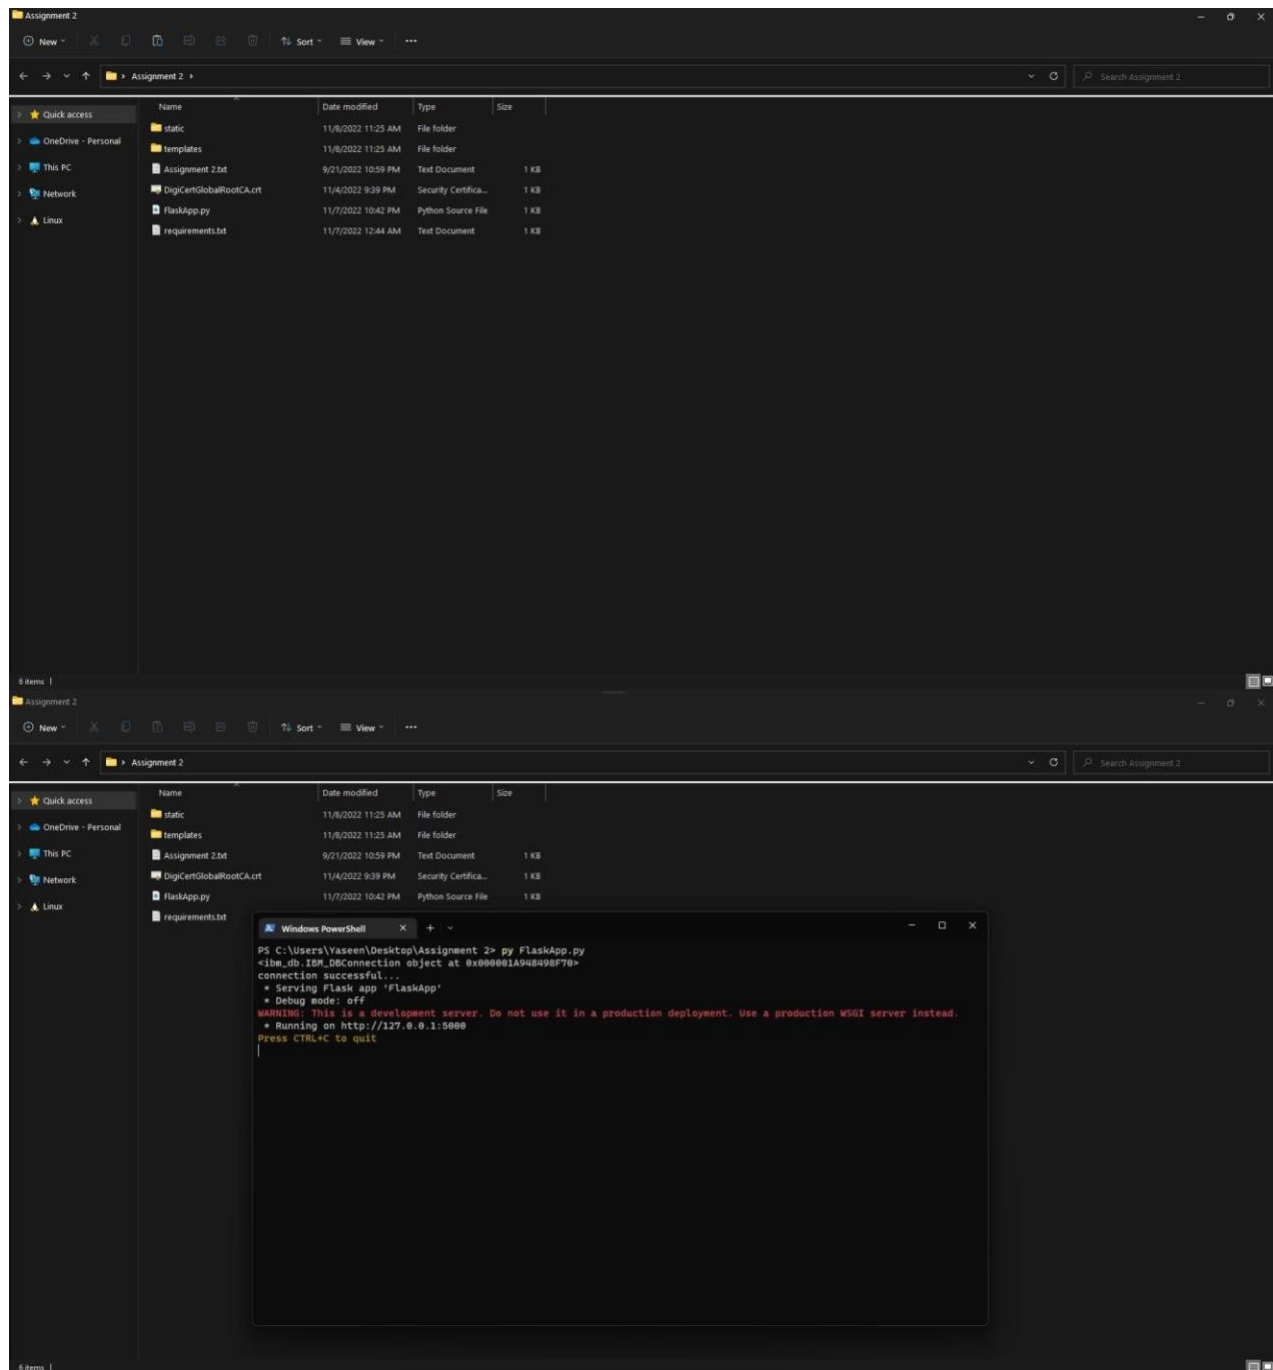 Assignment 2
New Sort View ...
Assignment 2 Search Assignment 2
Name Date modified Type Size
Quick access
OneDrive - Personal
This PC
Network
Linux
static 11/8/2022 11:25 AM File folder
templates 11/8/2022 11:25 AM File folder
Assignment 2.txt 9/21/2022 10:59 PM Text Document 1 KB
DigiCertGlobalRootCA.crt 11/4/2022 9:39 PM Security Certifica... 1 KB
FlaskApp.py 11/7/2022 10:42 PM Python Source File 1 KB
requirements.txt 11/7/2022 12:44 AM Text Document 1 KB
6 items
Assignment 2
New Sort View ...
Assignment 2 Search Assignment 2
Name Date modified Type Size
Quick access
OneDrive - Personal
This PC
Network
Linux
static 11/8/2022 11:25 AM File folder
templates 11/8/2022 11:25 AM File folder
Assignment 2.txt 9/21/2022 10:59 PM Text Document 1 KB
DigiCertGlobalRootCA.crt 11/4/2022 9:39 PM Security Certifica... 1 KB
FlaskApp.py 11/7/2022 10:42 PM Python Source File 1 KB
requirements.txt
Windows PowerShell
PS C:\Users\Yaseen\Desktop\Assignment 2> py FlaskApp.py
<ibm_db.IBM_DBConnection object at 0x000001A948498F70>
connection successful...
* Serving Flask app 'FlaskApp'
* Debug mode: off
WARNING: This is a development server. Do not use it in a production deployment. Use a production WSGI server instead.
* Running on http://127.0.0.1:5000
Press CTRL+C to quit
6 items